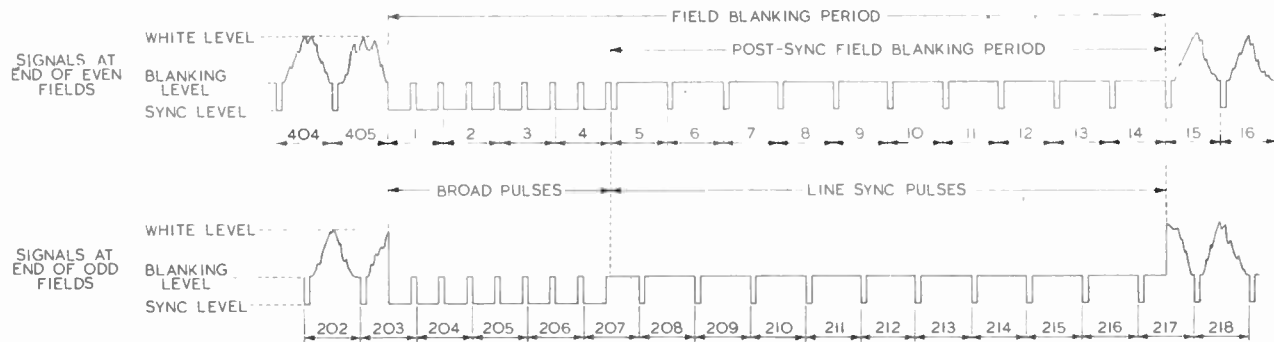 FIELD BLANKING PERIOD
WHITE LEVEL
POST-SYNC FIELD BLANKING PERIOD
SIGNALS AT
END OF EVEN
FIELDS
BLANKING
LEVEL
SYNC LEVEL
404 405 1 2 3 4 5 6 7 8 9 10 11 12 13 14 15 16
BROAD PULSES LINE SYNC PULSES
WHITE LEVEL
SIGNALS AT
END OF ODD
FIELDS
BLANKING
LEVEL
SYNC LEVEL
202 203 204 205 206 207 208 209 210 211 212 213 214 215 216 217 218